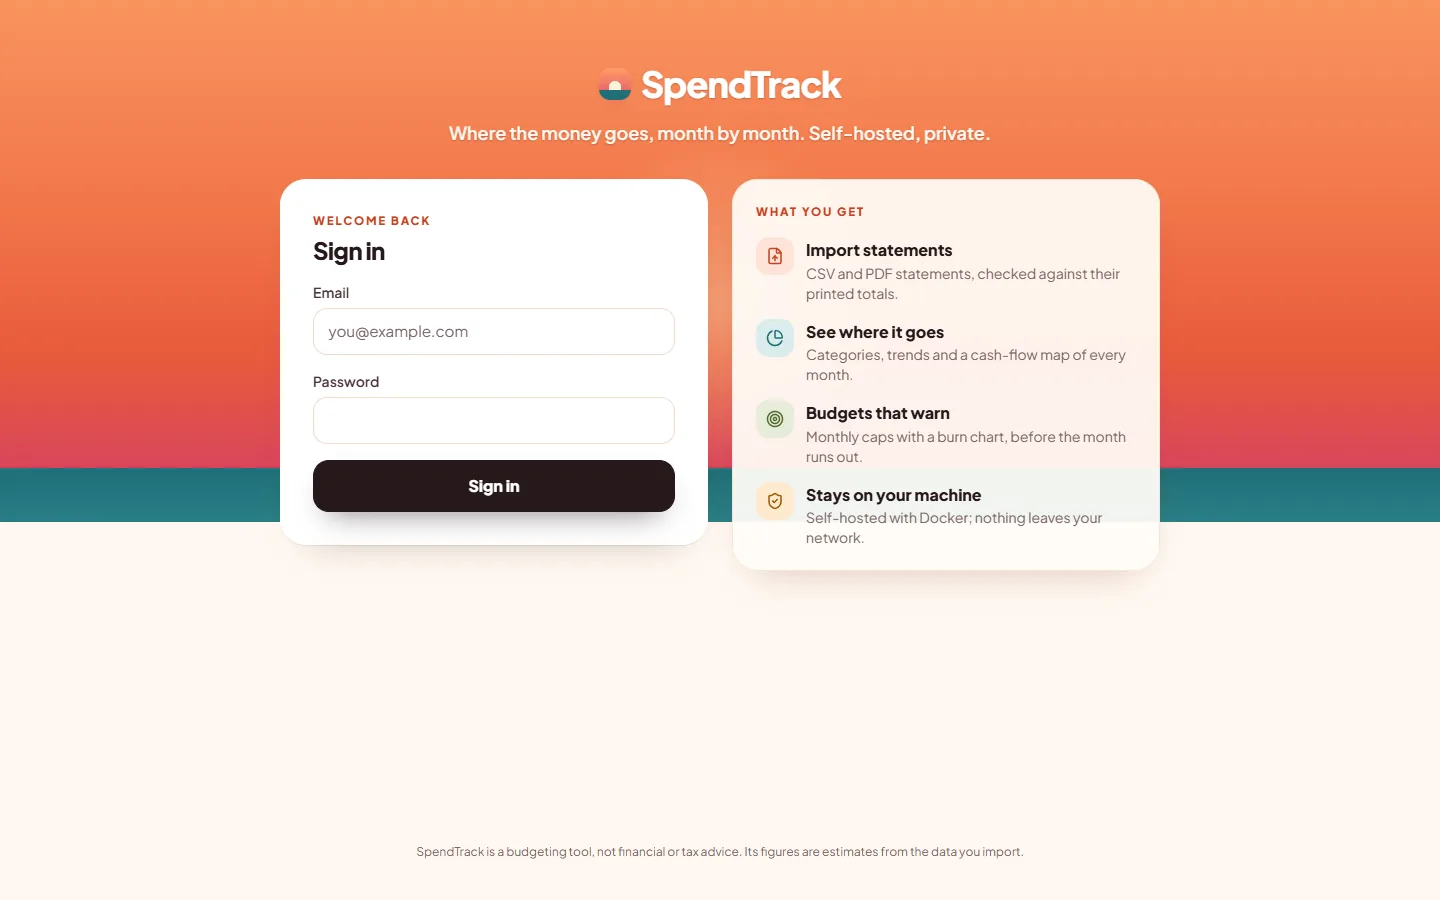 SpendTrack
Where the money goes, month by month. Self-hosted, private.
WELCOME BACK
Sign in
Email
you@example.com
Password
Sign in
WHAT YOU GET
Import statements
CSV and PDF statements, checked against their
printed totals.
See where it goes
Categories, trends and a cash-flow map of every
month.
Budgets that warn
Monthly caps with a burn chart, before the month
runs out.
Stays on your machine
Self-hosted with Docker; nothing leaves your
network.
SpendTrack is a budgeting tool, not financial or tax advice. Its figures are estimates from the data you import.